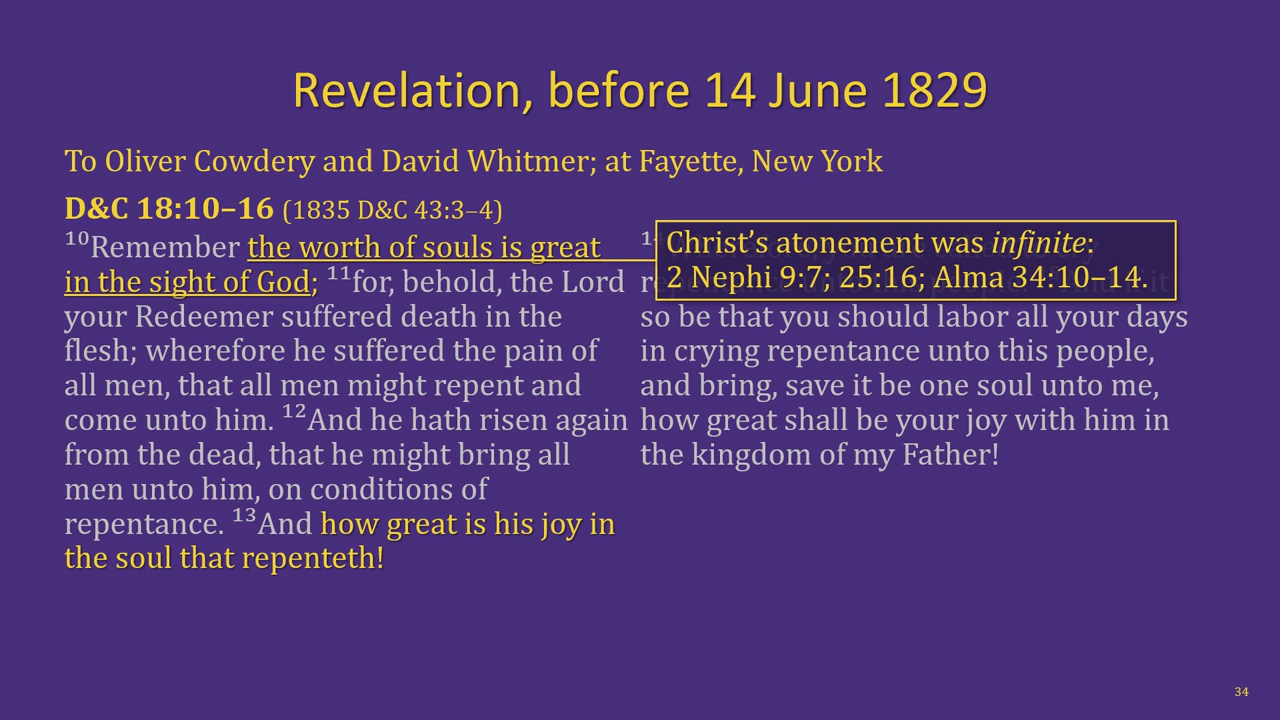 Revelation, before 14 June 1829
To Oliver Cowdery and David Whitmer; at Fayette, New York
D&C 18:10–16 (1835 D&C 43:3–4)
¹⁰Remember the worth of souls is great
in the sight of God; ¹¹for, behold, the Lord
your Redeemer suffered death in the
flesh; wherefore he suffered the pain of
all men, that all men might repent and
come unto him. ¹²And he hath risen again
from the dead, that he might bring all
men unto him, on conditions of
repentance. ¹³And how great is his joy in
the soul that repenteth!
Christ’s atonement was infinite:
2 Nephi 9:7; 25:16; Alma 34:10–14.
so be that you should labor all your days
in crying repentance unto this people,
and bring, save it be one soul unto me,
how great shall be your joy with him in
the kingdom of my Father!
34